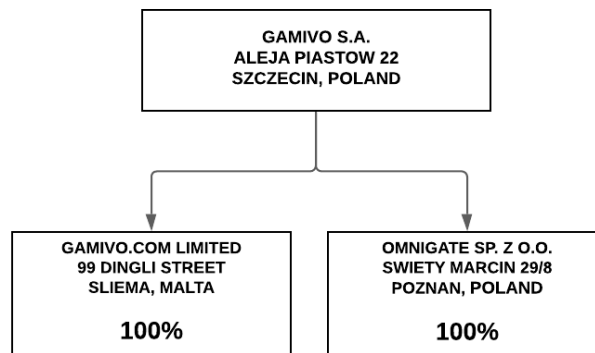 GAMIVO S.A.
ALEJA PIASTOW 22
SZCZECIN, POLAND
GAMIVO.COM LIMITED
99 DINGLI STREET
SLIEMA, MALTA
100%
OMNIGATE SP. Z O.O.
SWIETY MARCIN 29/8
POZNAN, POLAND
100%